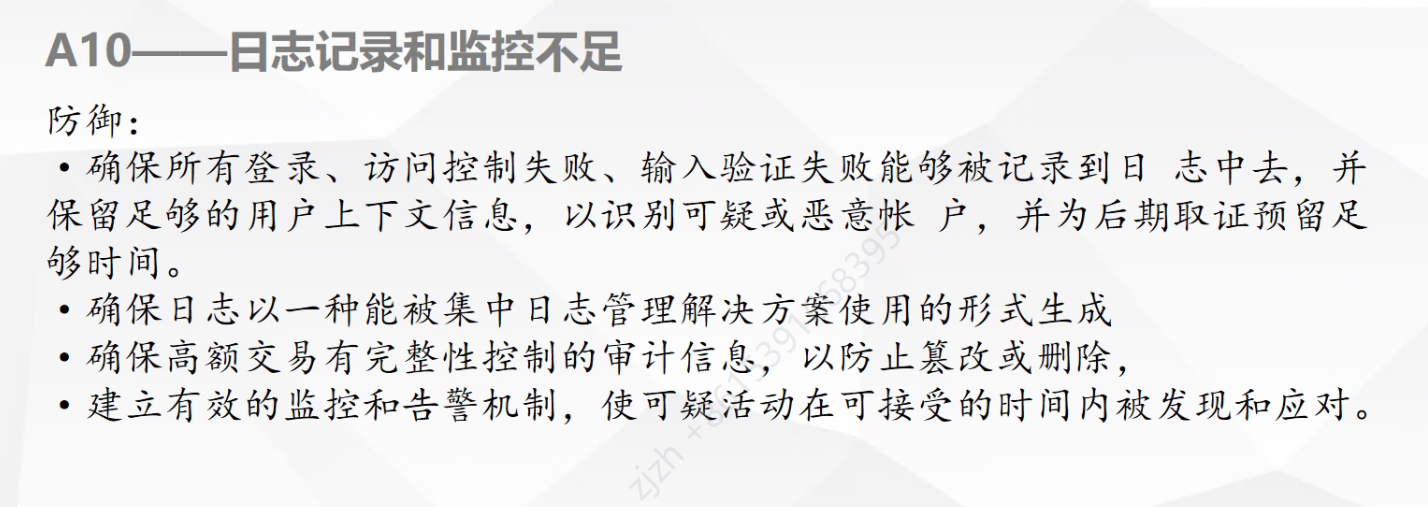 A10——日志记录和监控不足
防御：
•确保所有登录、访问控制失败、输入验证失败能够被记录到日 志中去，并
保留足够的用户上下文信息，以识别可疑或恶意帐 户，并为后期取证预留足
够时间。
•确保日志以一种能被集中日志管理解决方案使用的形式生成
•确保高额交易有完整性控制的审计信息，以防止篡改或删除，
•建立有效的监控和告警机制，使可疑活动在可接受的时间内被发现和应对。
zjzh